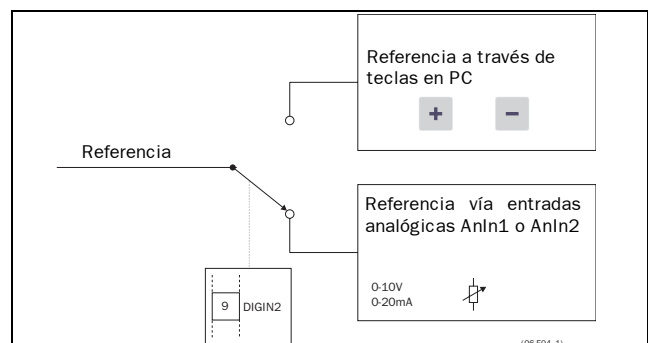 Referencia a través de
teclas en PC
+ -
Referencia
Referencia vía entradas
analógicas AnIn1 o AnIn2
0-10V
0-20mA
9 DIGIN2